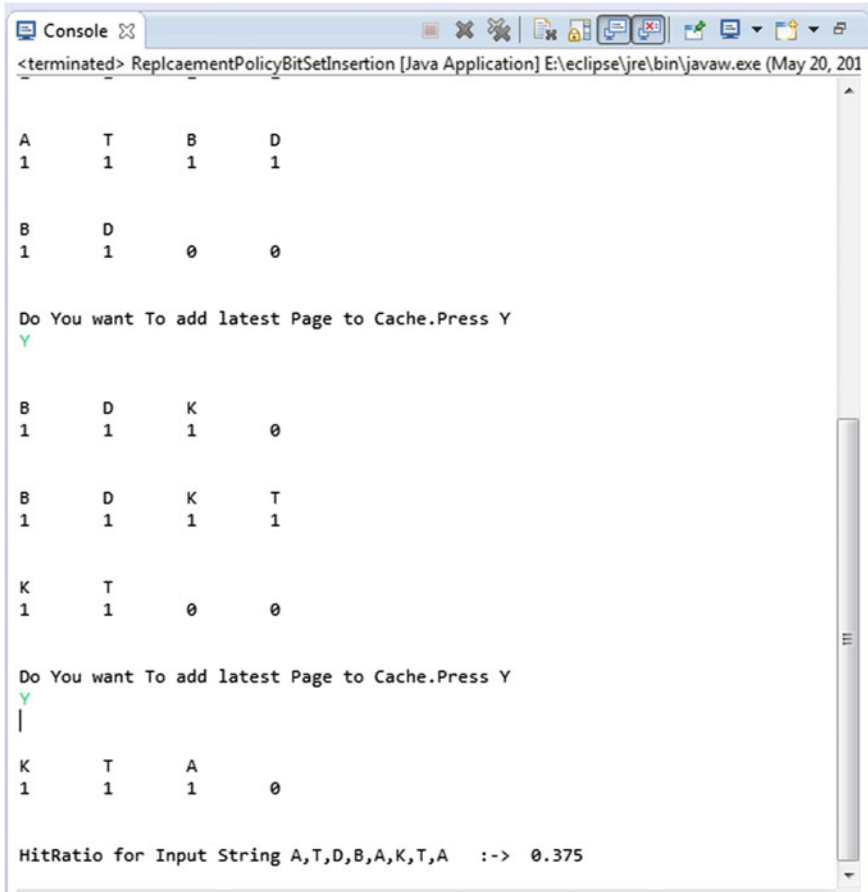 Console
<terminated> ReplcaementPolicyBitSetInsertion [Java Application] E:\eclipse\jre\bin\javaw.exe (May 20, 201
A T B D
1 1 1 1
B D
1 1 0 0
Do You want To add latest Page to Cache.Press Y
Y
B D K
1 1 1 0
B D K T
1 1 1 1
K T
1 1 0 0
Do You want To add latest Page to Cache.Press Y
Y
K T A
1 1 1 0
HitRatio for Input String A,T,D,B,A,K,T,A :-> 0.375